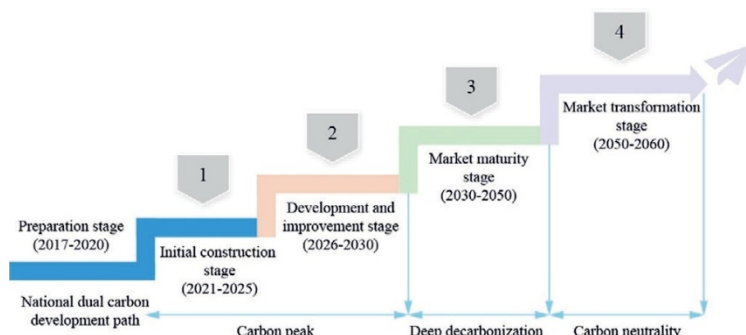 4
3
2
1
Market transformation
stage
(2050-2060)
Market maturity
stage
(2030-2050)
Development and
improvement stage
(2026-2030)
Preparation stage
(2017-2020)
Initial construction
stage
(2021-2025)
National dual carbon
development path
Carbon peak
Deep decarbonization
Carbon neutrality